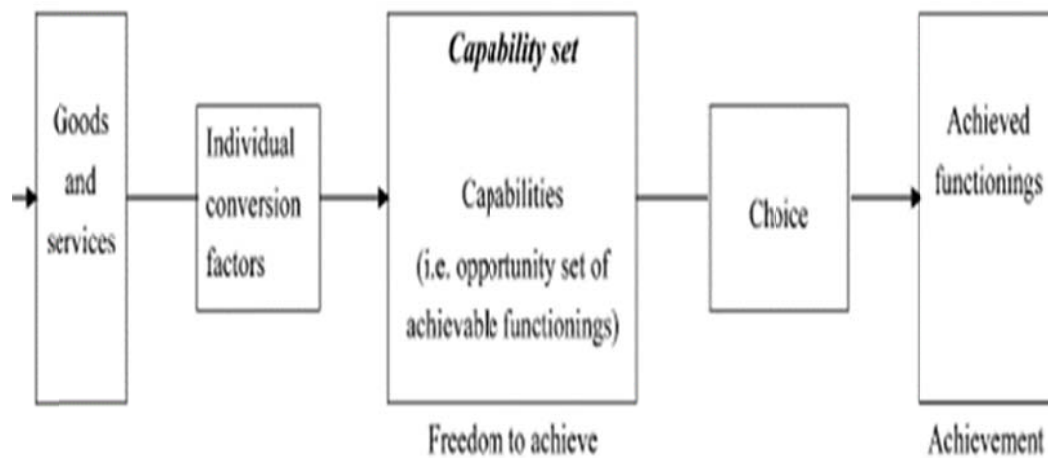 Goods
and
services
Individual
conversion
factors
Capability set
Capabilities
(i.e. opportunity set of
achievable functionings)
Freedom to achieve
Choice
Achieved
functionings
Achievement